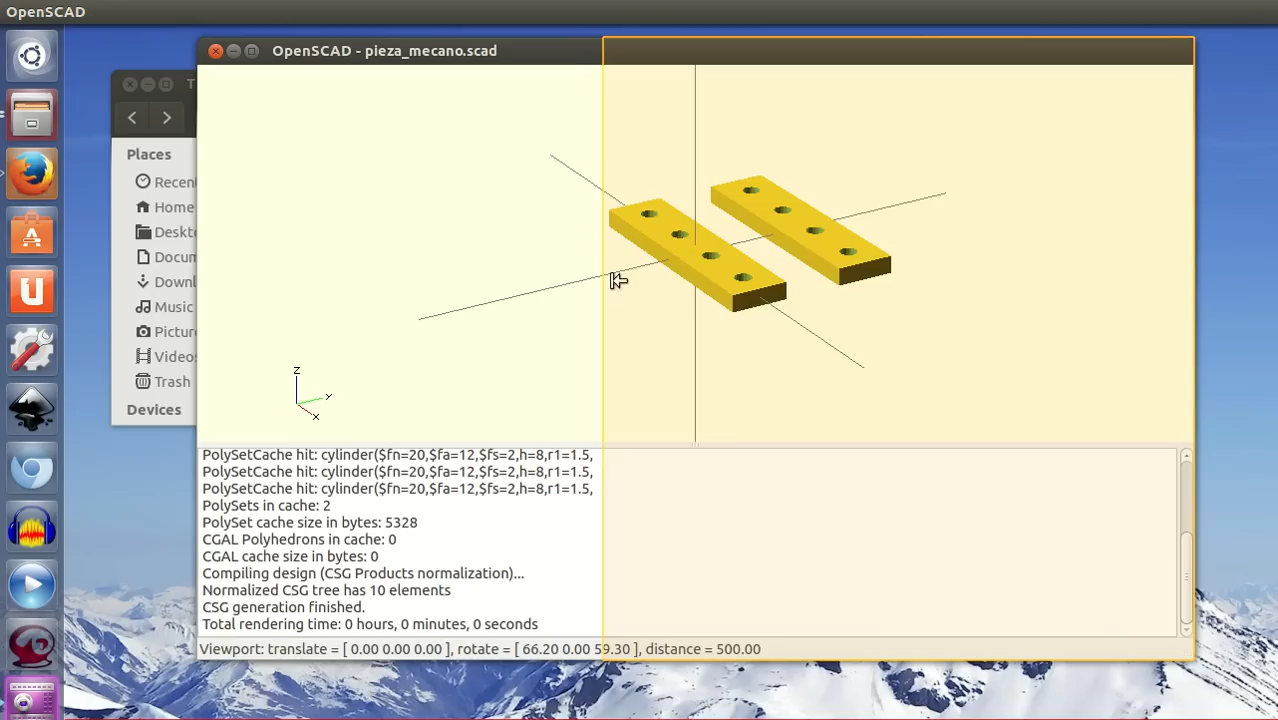 OpenSCAD
OpenSCAD - pieza_mecano.scad
T
Places
Recen
Home
Deskto
Docum
Downl
Music
Picture
Videos
Trash
Devices
Z
Y
X
PolySetCache hit: cylinder($fn=20,$fa=12,$fs=2,h=8,r1=1.5,
PolySetCache hit: cylinder($fn=20,$fa=12,$fs=2,h=8,r1=1.5,
PolySetCache hit: cylinder($fn=20,$fa=12,$fs=2,h=8,r1=1.5,
PolySets in cache: 2
PolySet cache size in bytes: 5328
CGAL Polyhedrons in cache: 0
CGAL cache size in bytes: 0
Compiling design (CSG Products normalization)...
Normalized CSG tree has 10 elements
CSG generation finished.
Total rendering time: 0 hours, 0 minutes, 0 seconds
Viewport: translate = [ 0.00 0.00 0.00 ], rotate = [ 66.20 0.00 59.30 ], distance = 500.00